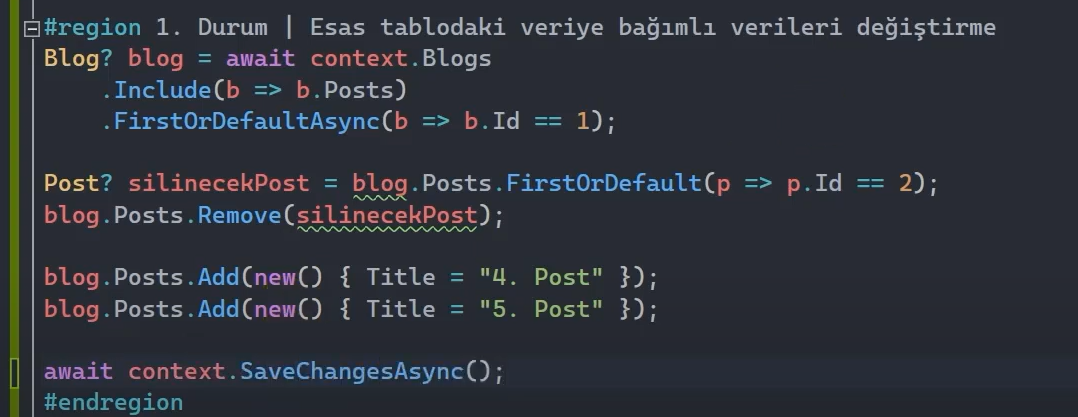 #region 1. Durum | Esas tablodaki veriye bağımlı verileri değiştirme
Blog? blog = await context.Blogs
    .Include(b => b.Posts)
    .FirstOrDefaultAsync(b => b.Id == 1);

Post? silinecekPost = blog.Posts.FirstOrDefault(p => p.Id == 2);
blog.Posts.Remove(silinecekPost);

blog.Posts.Add(new() { Title = "4. Post" });
blog.Posts.Add(new() { Title = "5. Post" });

await context.SaveChangesAsync();
#endregion